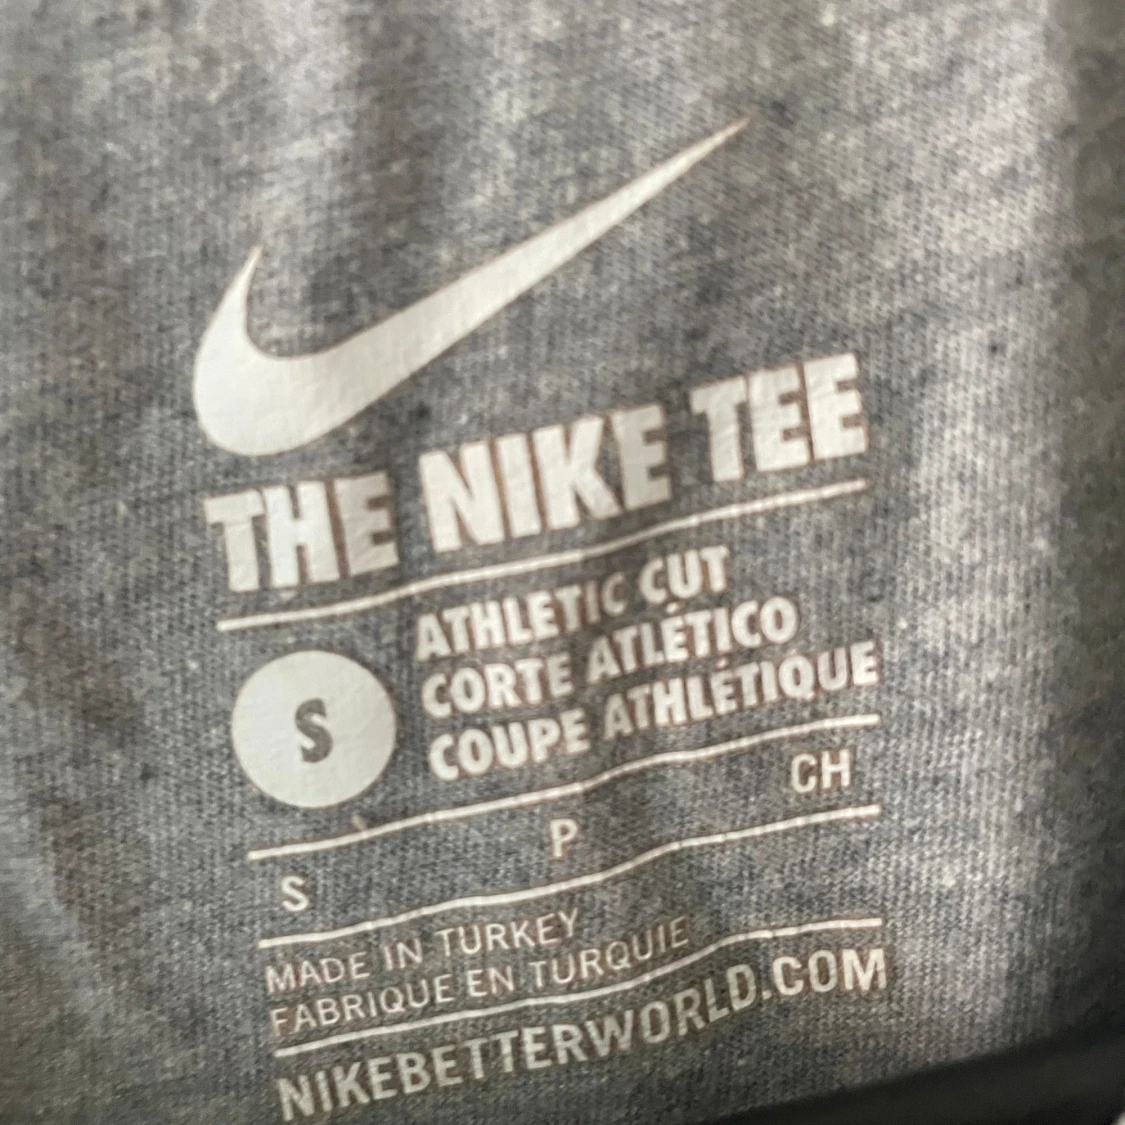 THE NIKE TEE
S
ATHLETIC CUT
CORTE ATLÉTICO
COUPE ATHLÉTIQUE
S P CH
MADE IN TURKEY
FABRIQUE EN TURQUIE
NIKEBETTERWORLD.COM